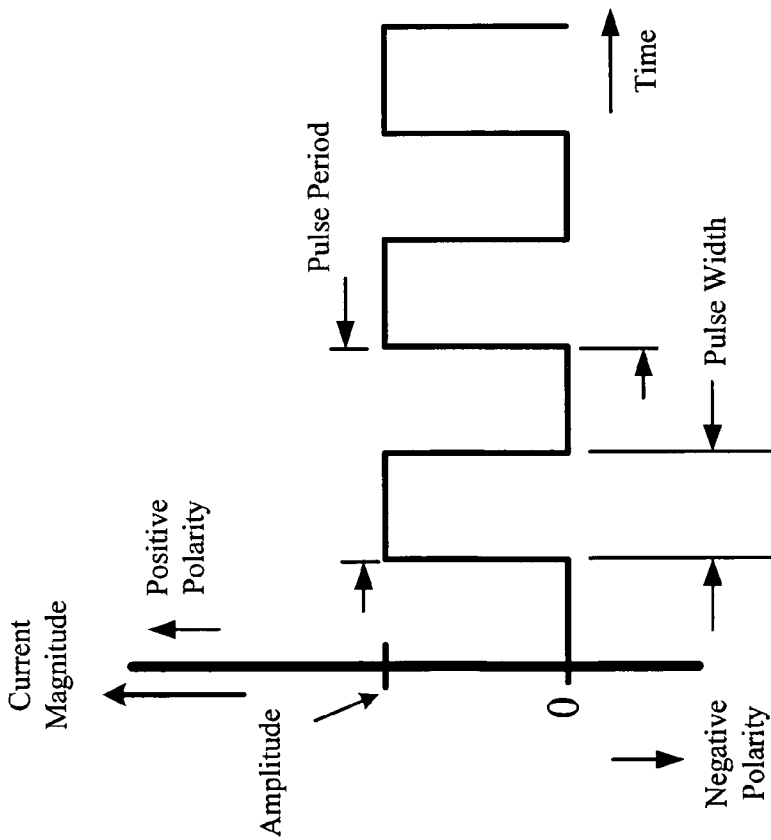 Current
Magnitude
Positive
Polarity
Amplitude
0
Negative
Polarity
Pulse Period
Pulse Width
Time